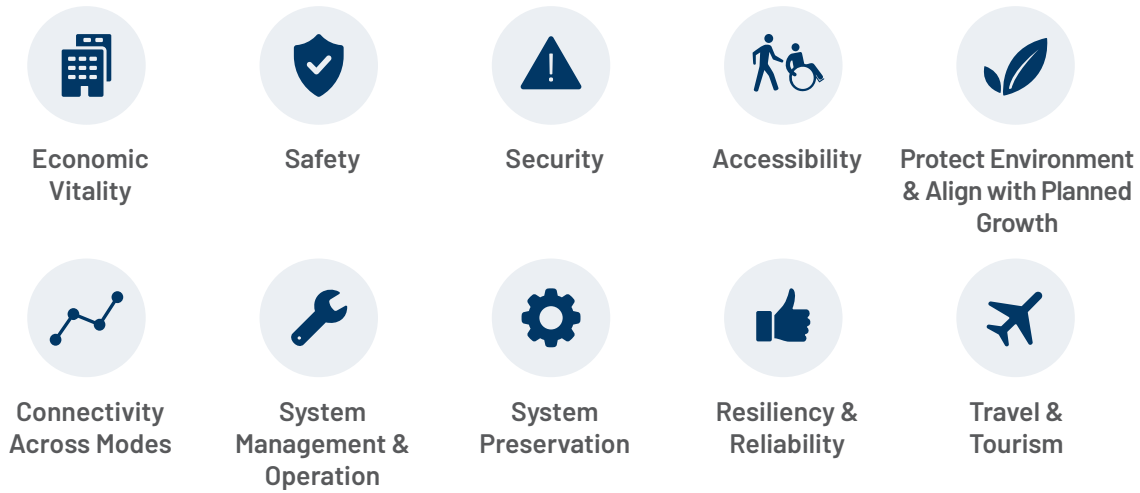 Economic
Vitality
Safety
Security
Accessibility
Protect Environment
& Align with Planned
Growth
Connectivity
Across Modes
System
Management &
Operation
System
Preservation
Resiliency &
Reliability
Travel &
Tourism